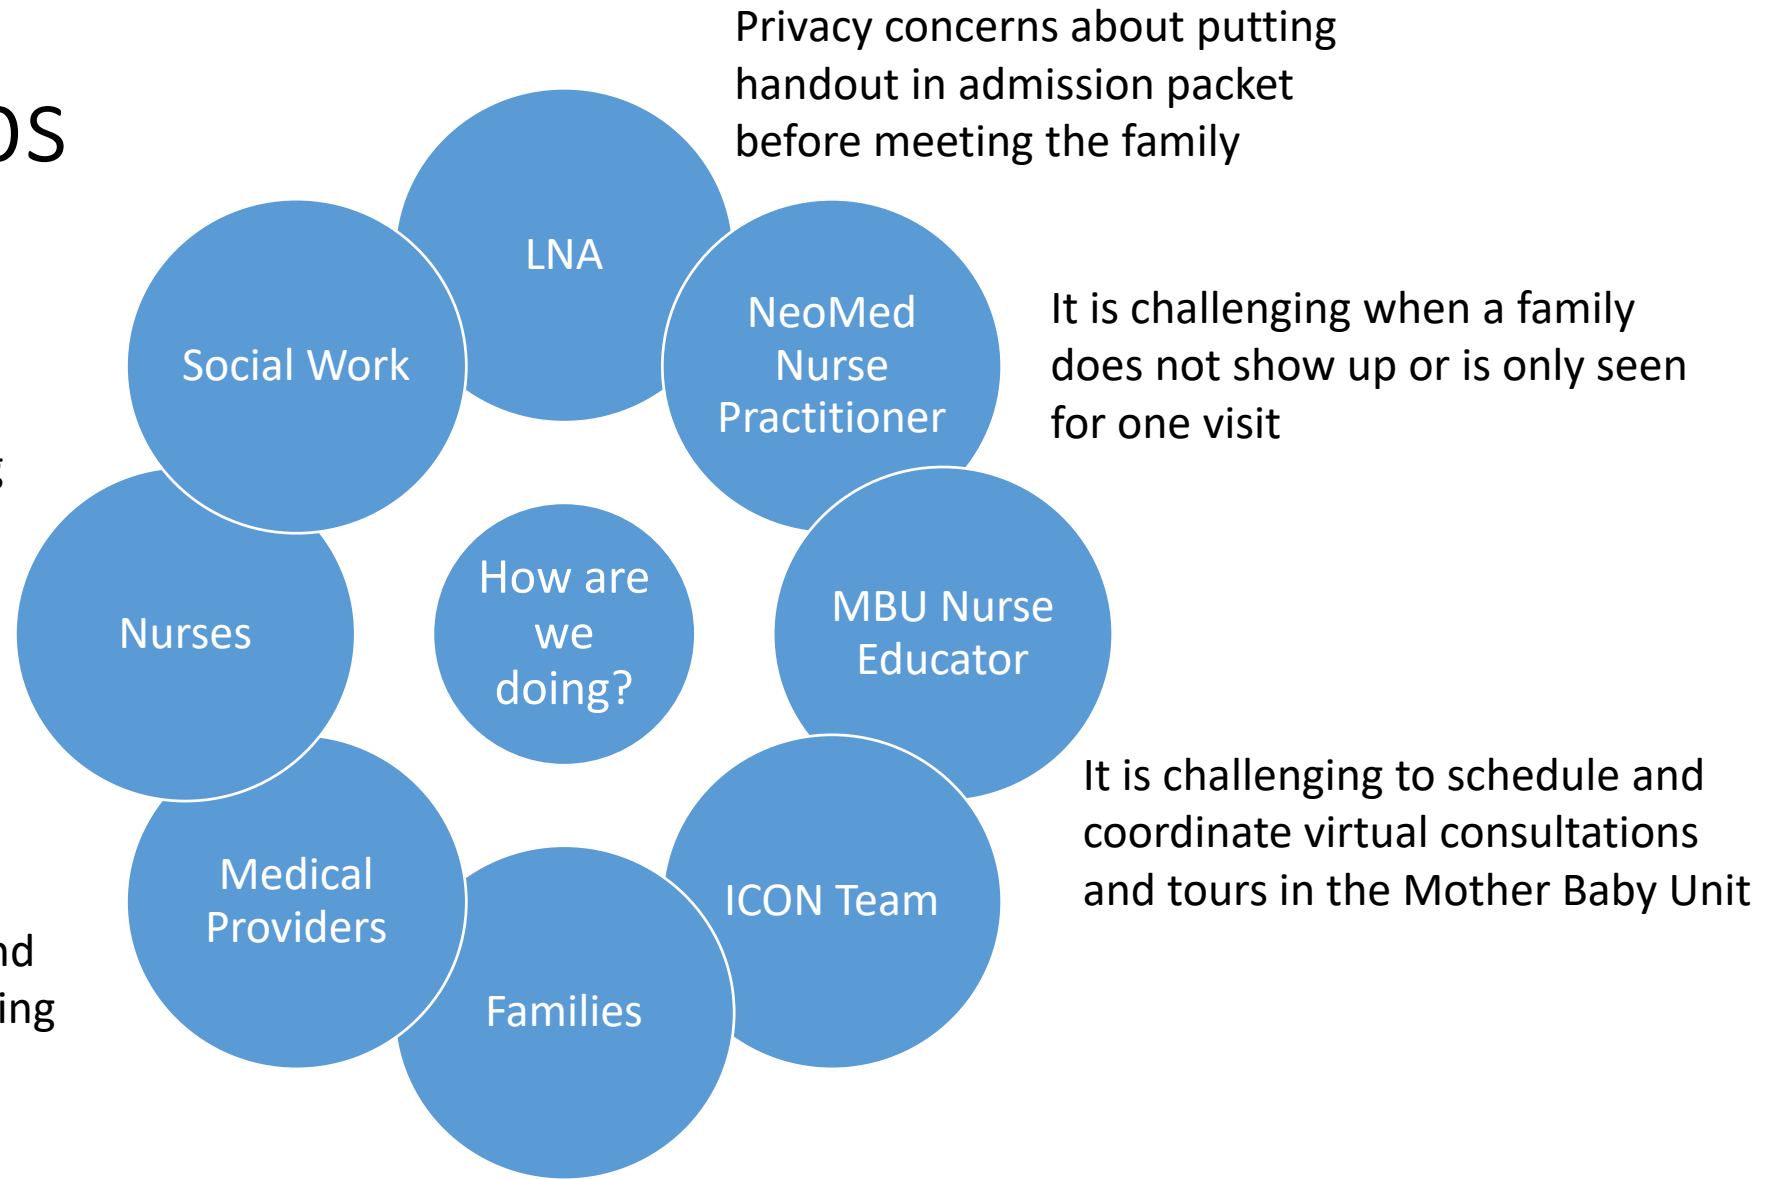 Privacy concerns about putting
handout in admission packet
before meeting the family
LNA
NeoMed
Nurse
Practitioner
Social Work
It is challenging when a family
does not show up or is only seen
for one visit
How are
we
doing?
Nurses
MBU Nurse
Educator
It is challenging to schedule and
coordinate virtual consultations
and tours in the Mother Baby Unit
Medical
Providers
ICON Team
Families